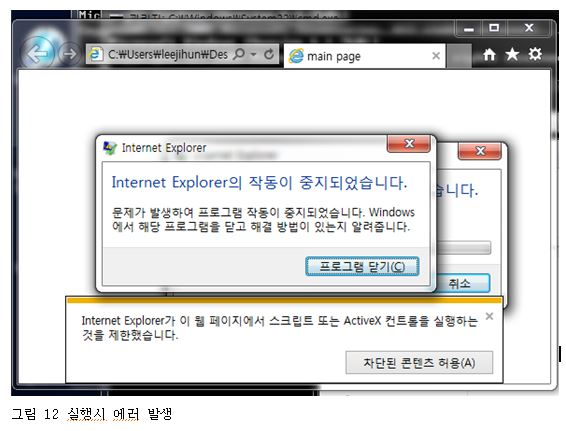 Mic
C:₩Users₩leejihun₩Des
main page
Internet Explorer
Internet Explorer의 작동이 중지되었습니다.
문제가 발생하여 프로그램 작동이 중지되었습니다. Windows
에서 해당 프로그램을 닫고 해결 방법이 있는지 알려줍니다.
프로그램 닫기(C)
습니다.
취소
Internet Explorer가 이 웹 페이지에서 스크립트 또는 ActiveX 컨트롤을 실행하는
것을 제한했습니다.
차단된 콘텐츠 허용(A)
그림 12 실행시 에러 발생